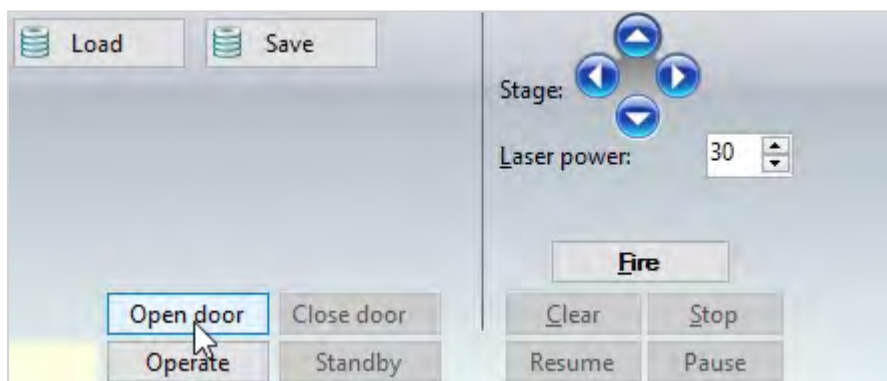 Load Save
Stage:
Laser power: 30
Fire
Open door Close door Clear Stop
Operate Standby Resume Pause